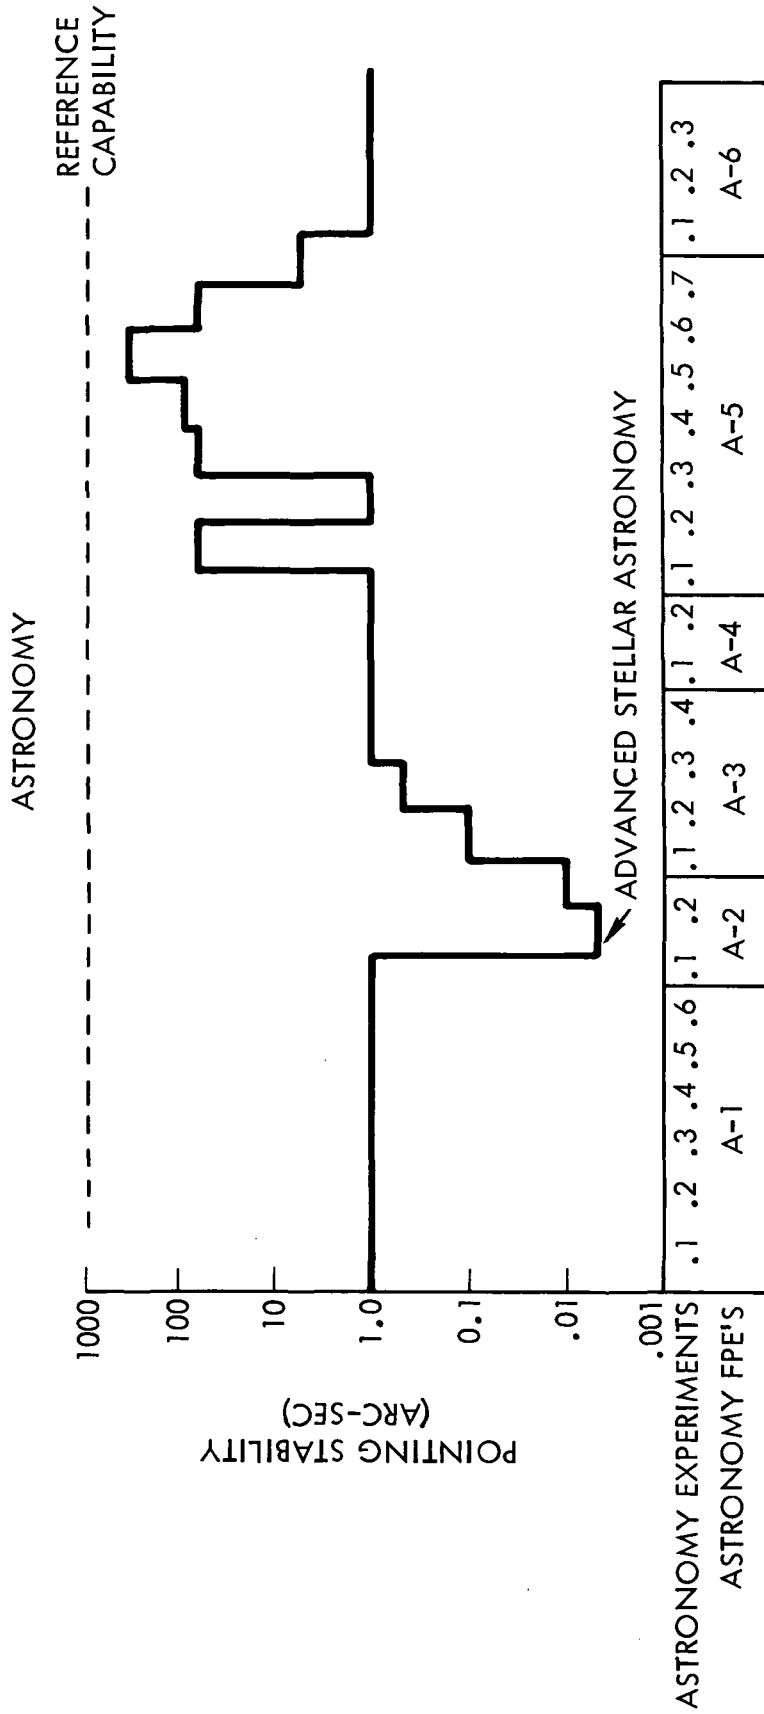 ASTRONOMY
REFERENCE
CAPABILITY
POINTING STABILITY
(ARC-SEC)
1000
100
10
1.0
0.1
.01
.001
ADVANCED STELLAR ASTRONOMY
ASTRONOMY EXPERIMENTS .1 .2 .3 .4 .5 .6 .1 .2 .1 .2 .3 .4 .1 .2 .1 .2 .3 .4 .5 .6 .7 .1 .2 .3
ASTRONOMY FPE'S A-1 A-2 A-3 A-4 A-5 A-6